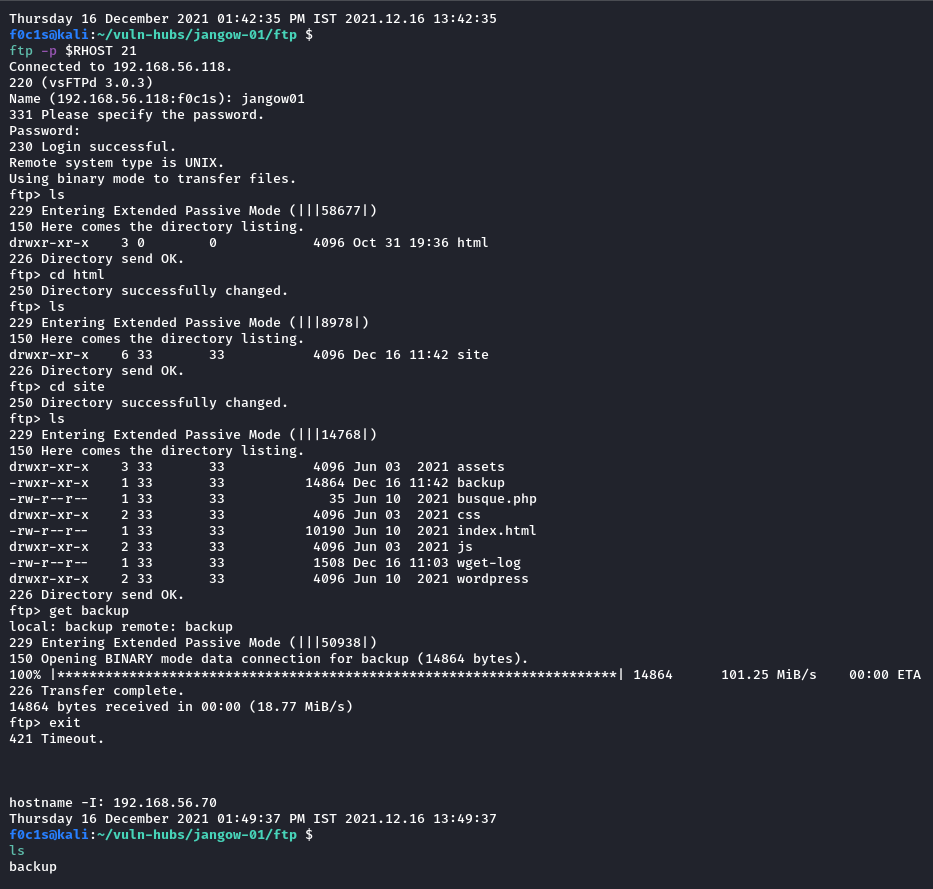 Thursday 16 December 2021 01:42:35 PM IST 2021.12.16 13:42:35
f0c1s@kali:~/vuln-hubs/jangow-01/ftp $
ftp -p $RHOST 21
Connected to 192.168.56.118.
220 (vsFTPd 3.0.3)
Name (192.168.56.118:f0c1s): jangow01
331 Please specify the password.
Password:
230 Login successful.
Remote system type is UNIX.
Using binary mode to transfer files.
ftp> ls
229 Entering Extended Passive Mode (|||58677|)
150 Here comes the directory listing.
drwxr-xr-x    3 0        0            4096 Oct 31 19:36 html
226 Directory send OK.
ftp> cd html
250 Directory successfully changed.
ftp> ls
229 Entering Extended Passive Mode (|||8978|)
150 Here comes the directory listing.
drwxr-xr-x    6 33       33           4096 Dec 16 11:42 site
226 Directory send OK.
ftp> cd site
250 Directory successfully changed.
ftp> ls
229 Entering Extended Passive Mode (|||14768|)
150 Here comes the directory listing.
drwxr-xr-x    3 33       33           4096 Jun 03  2021 assets
-rwxr-xr-x    1 33       33          14864 Dec 16 11:42 backup
-rw-r--r--    1 33       33             35 Jun 10  2021 busque.php
drwxr-xr-x    2 33       33           4096 Jun 03  2021 css
-rw-r--r--    1 33       33          10190 Jun 10  2021 index.html
drwxr-xr-x    2 33       33           4096 Jun 03  2021 js
-rw-r--r--    1 33       33           1508 Dec 16 11:03 wget-log
drwxr-xr-x    2 33       33           4096 Jun 10  2021 wordpress
226 Directory send OK.
ftp> get backup
local: backup remote: backup
229 Entering Extended Passive Mode (|||50938|)
150 Opening BINARY mode data connection for backup (14864 bytes).
100% |**********************************************************************| 14864      101.25 MiB/s    00:00 ETA
226 Transfer complete.
14864 bytes received in 00:00 (18.77 MiB/s)
ftp> exit
421 Timeout.
hostname -I: 192.168.56.70
Thursday 16 December 2021 01:49:37 PM IST 2021.12.16 13:49:37
f0c1s@kali:~/vuln-hubs/jangow-01/ftp $
ls
backup